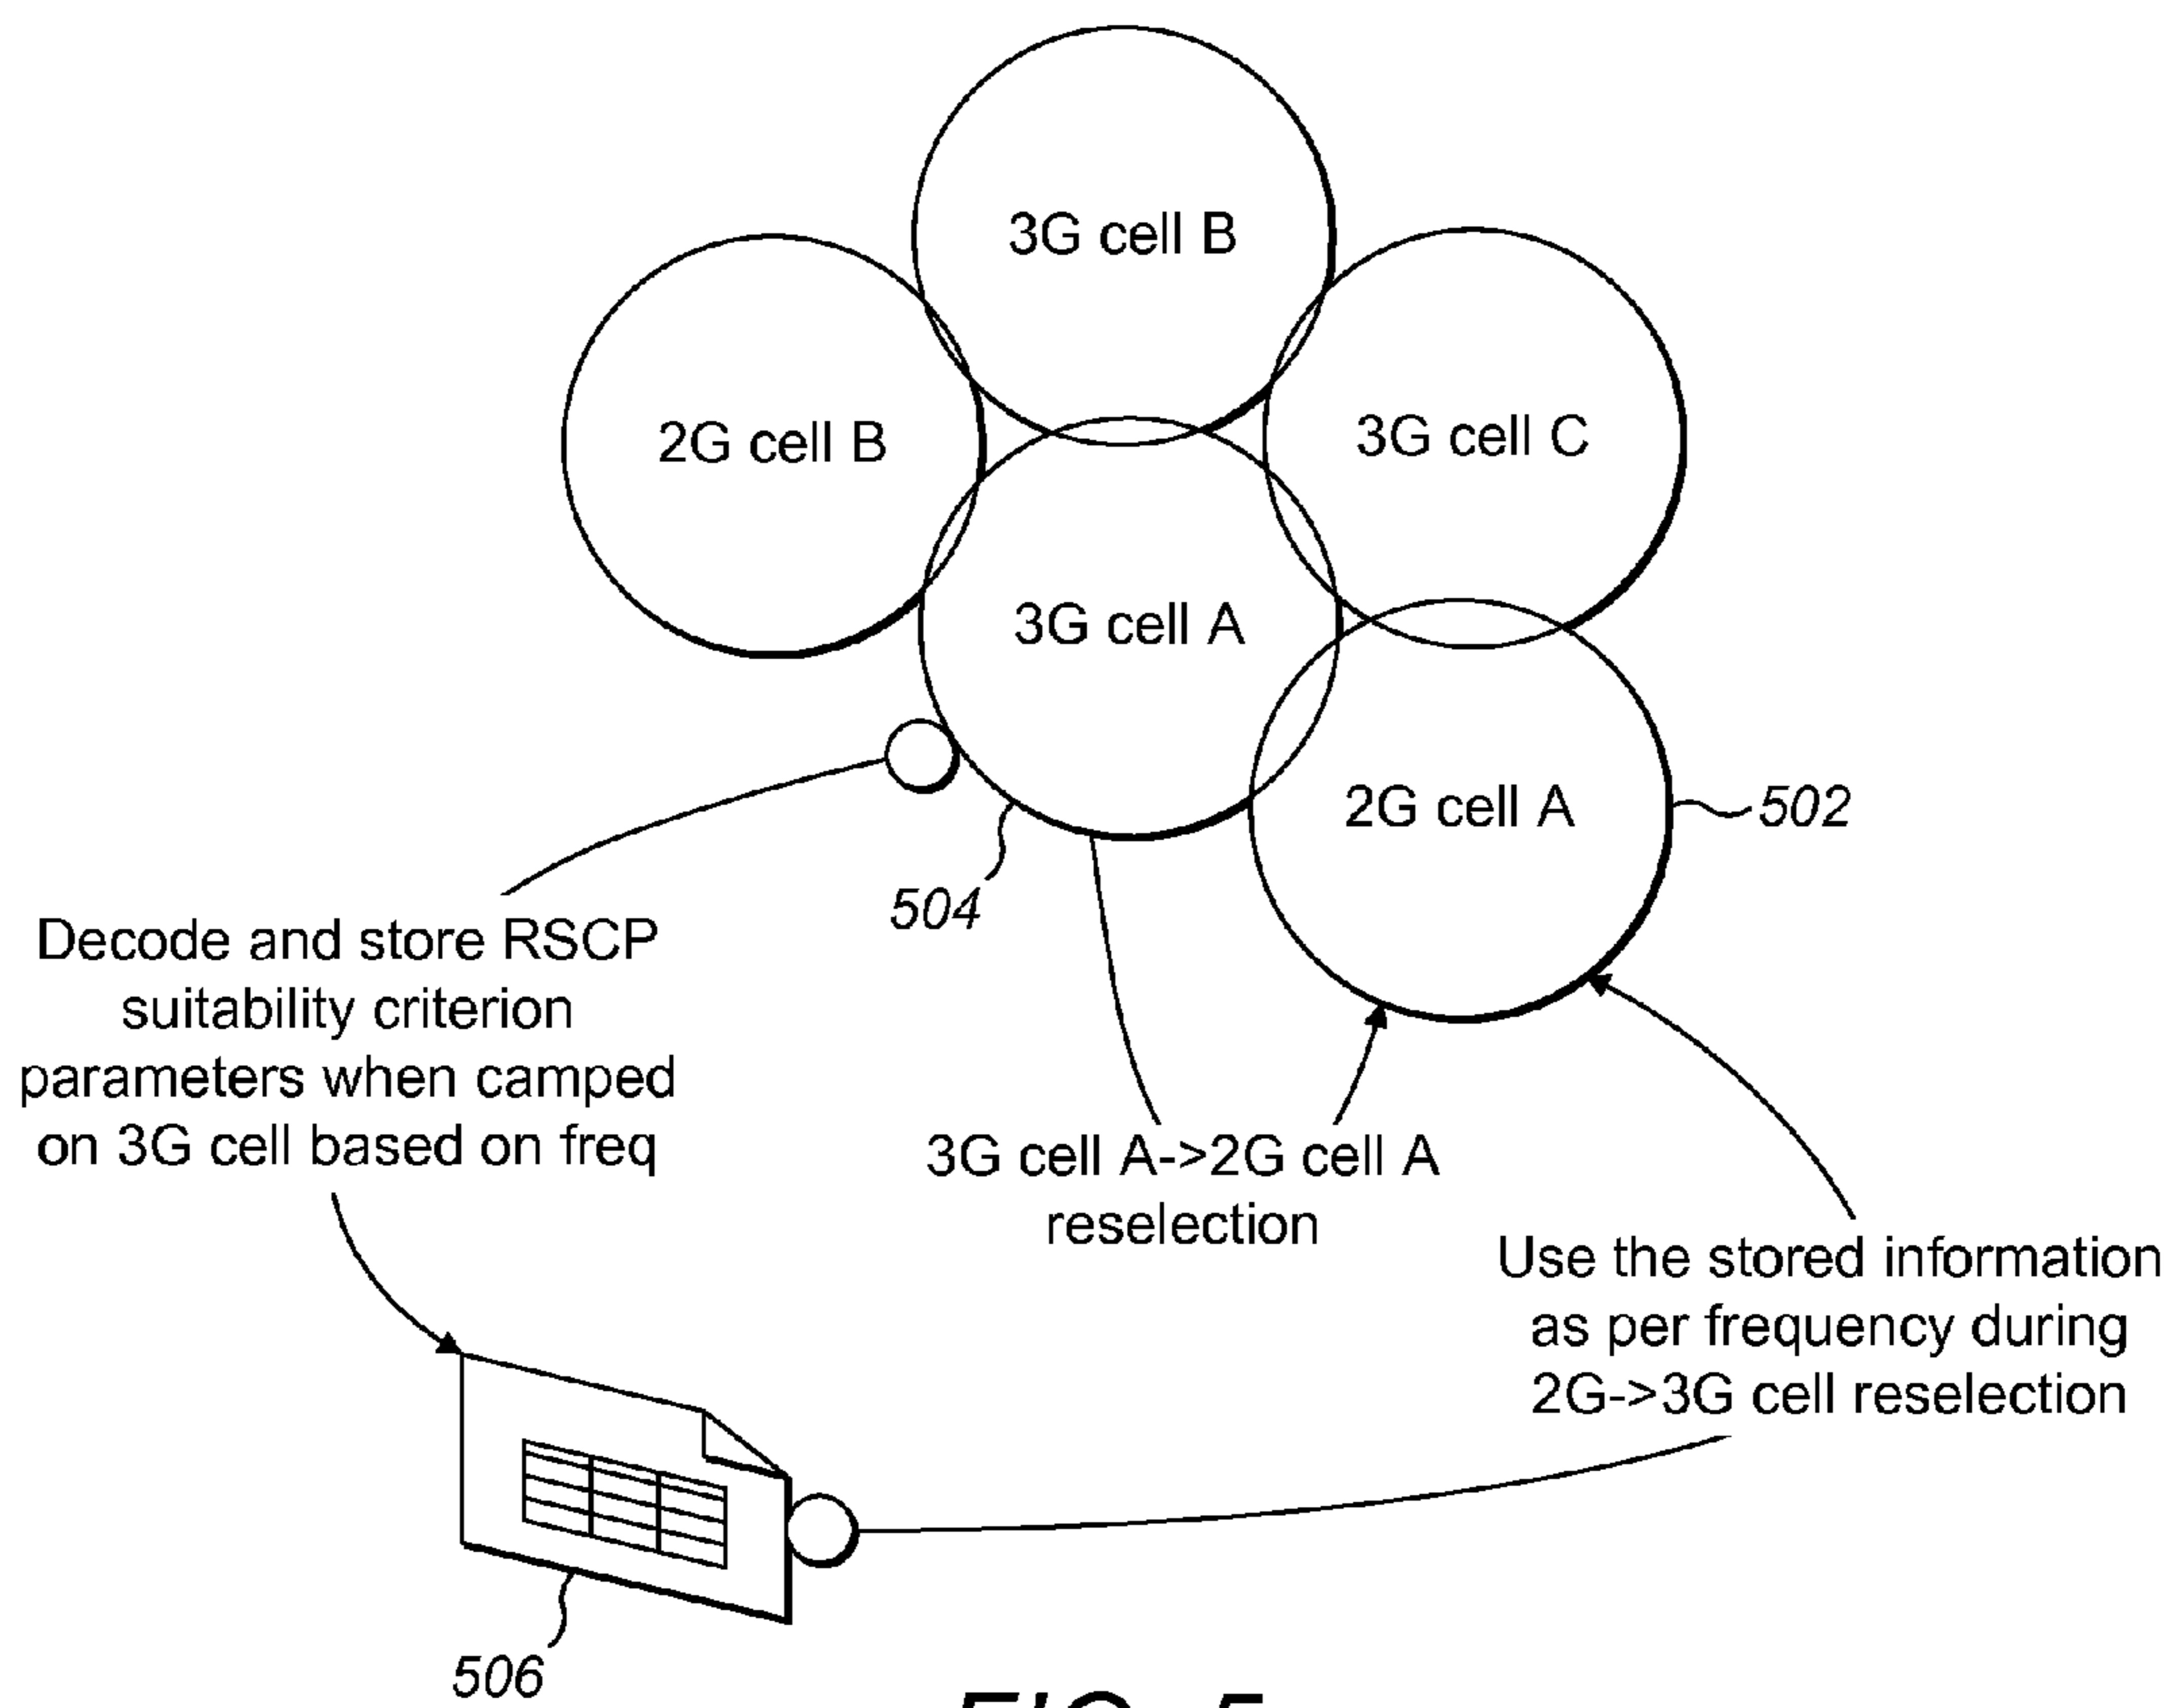 3G cell B
2G cell B
3G cell C
3G cell A
2G cell A
502
504
Decode and store RSCP
suitability criterion
parameters when camped
on 3G cell based on freq
3G cell A->2G cell A
reselection
Use the stored information
as per frequency during
2G->3G cell reselection
506